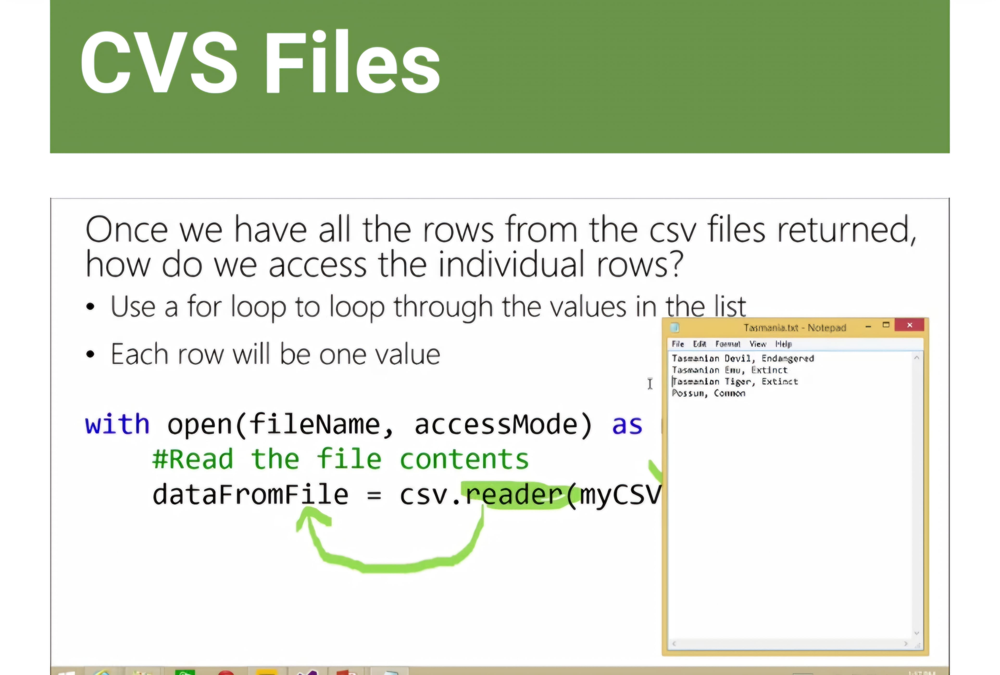 CVS Files
Once we have all the rows from the csv files returned,
how do we access the individual rows?
• Use a for loop to loop through the values in the list
• Each row will be one value
with open(fileName, accessMode) as
#Read the file contents
dataFromFile = csv.reader(myCSV
Tasmania.txt - Notepad
File Edit Format View Help
Tasmanian Devil, Endangered
Tasmanian Emu, Extinct
Tasmanian Tiger, Extinct
Possum, Common